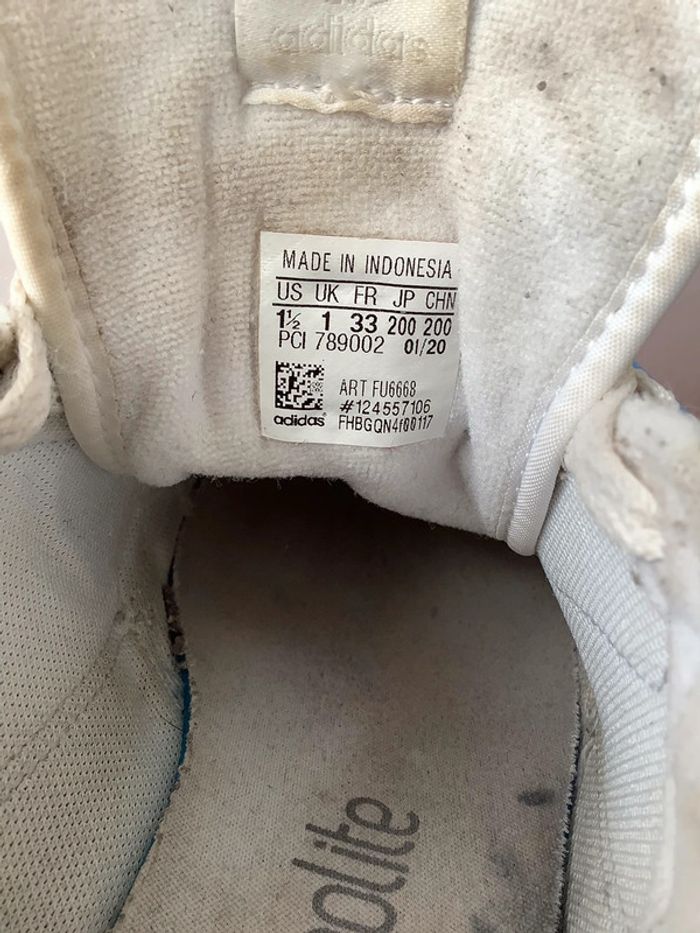 adidas
MADE IN INDONESIA
US UK FR JP CHN
1½ 1 33 200 200
PCI 789002 01/20
ART FU6668
#124557106
adidas FHBGQN4f00117
olite